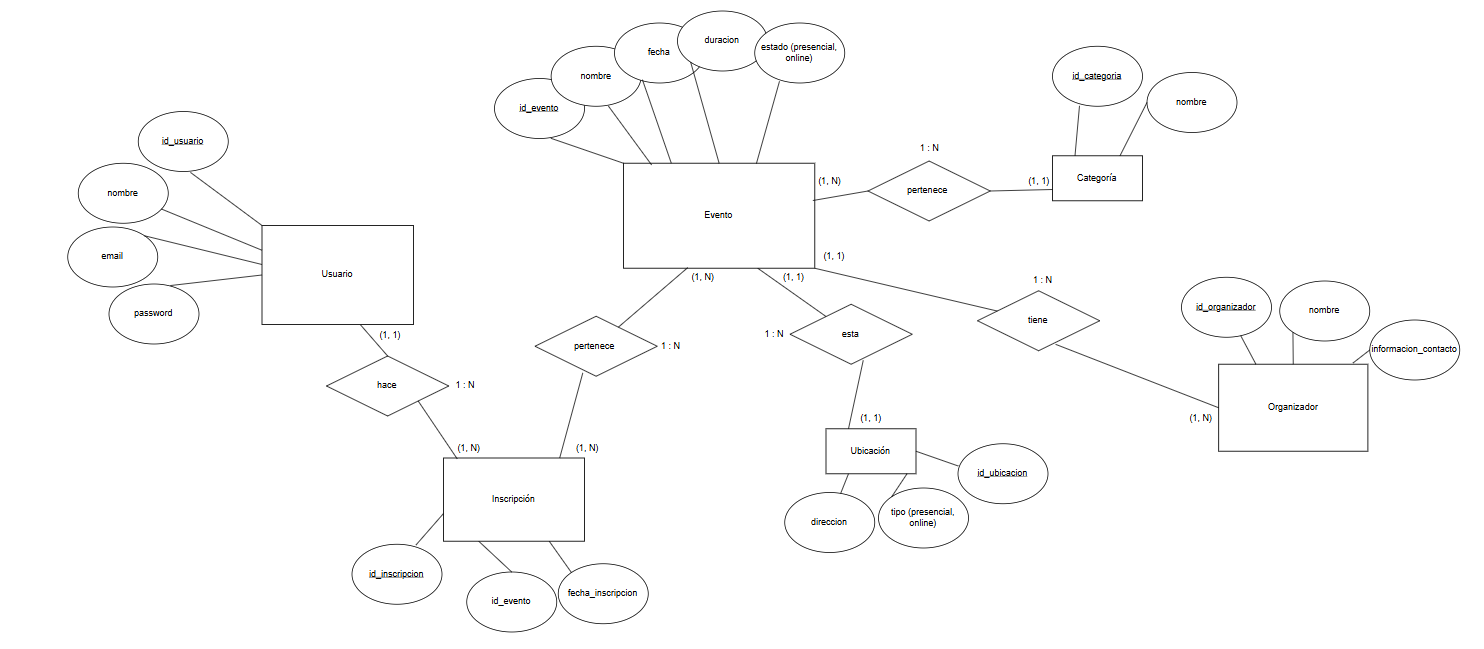 duracion
estado (presencial,
online)
fecha
nombre
id_evento
id_categoria
nombre
id_usuario
1 : N
nombre
(1, N)
pertenece
(1, 1)
Categoría
Evento
email
Usuario
(1, 1)
(1, N)
(1, 1)
1 : N
password
id_organizador
nombre
tiene
(1, 1)
1 : N
esta
pertenece
1 : N
informacion_contacto
hace
1 : N
Organizador
(1, 1)
(1, N)
(1, N)
(1, N)
Ubicación
id_ubicacion
Inscripción
direccion
tipo (presencial,
online)
id_inscripcion
id_evento
fecha_inscripcion